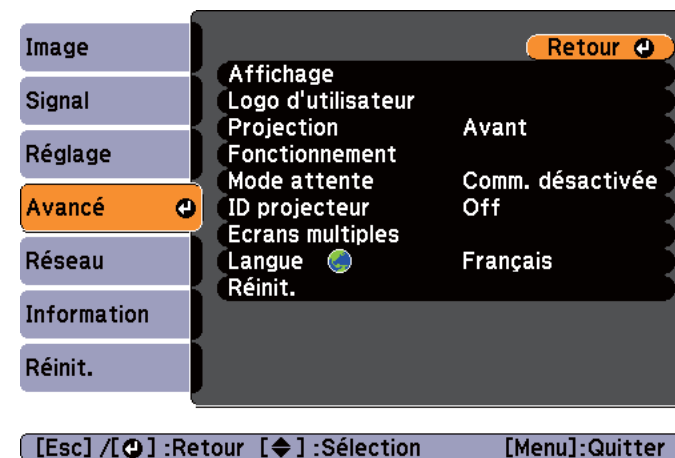 Image
Signal
Réglage
Avancé
Réseau
Information
Réinit.
Retour
Affichage
Logo d'utilisateur
Projection Avant
Fonctionnement
Mode attente Comm. désactivée
ID projecteur Off
Ecrans multiples
Langue Français
Réinit.
[Esc] /[⏎] :Retour [◆] :Sélection [Menu]:Quitter